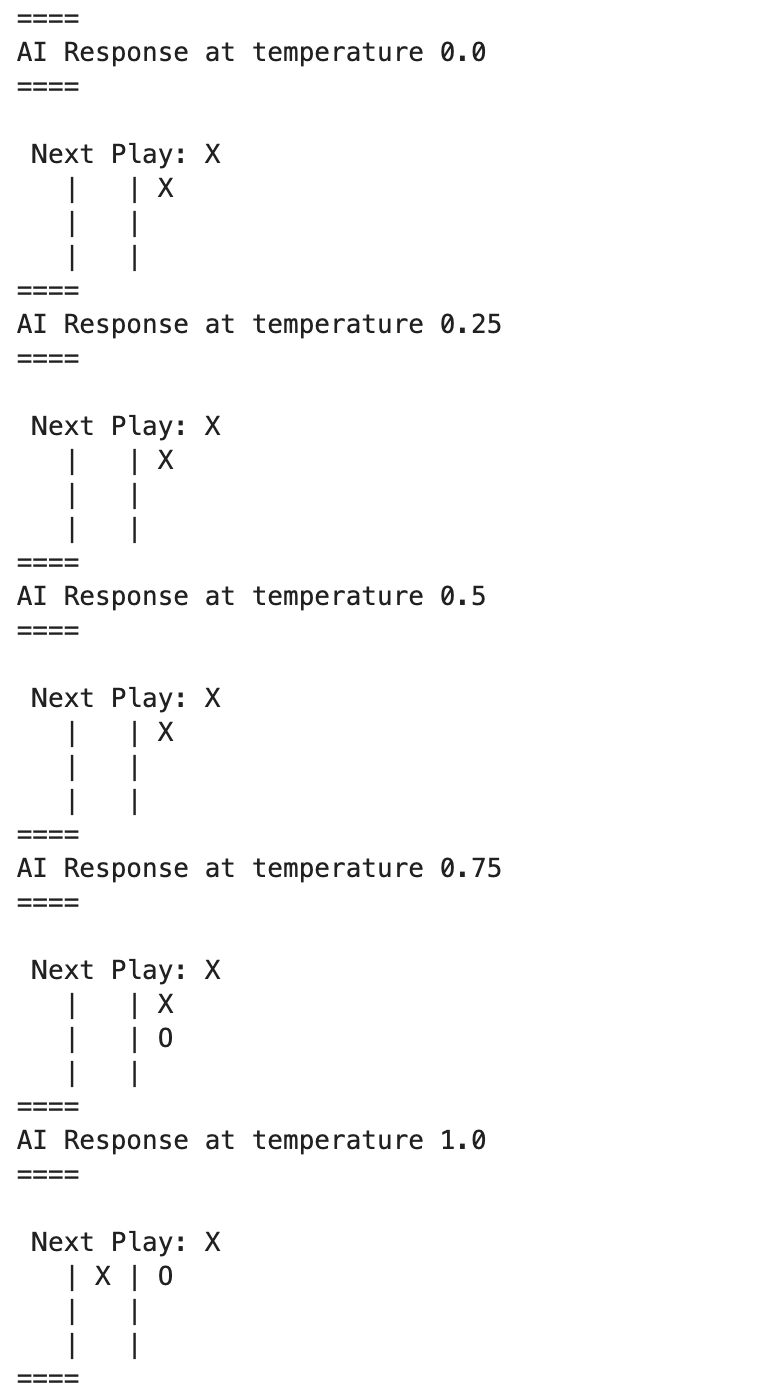 ====
AI Response at temperature 0.0
====
Next Play: X
   |   | X
   |   |
   |   |
====
AI Response at temperature 0.25
====
Next Play: X
   |   | X
   |   |
   |   |
====
AI Response at temperature 0.5
====
Next Play: X
   |   | X
   |   |
   |   |
====
AI Response at temperature 0.75
====
Next Play: X
   |   | X
   |   | O
   |   |
====
AI Response at temperature 1.0
====
Next Play: X
   | X | O
   |   |
   |   |
====